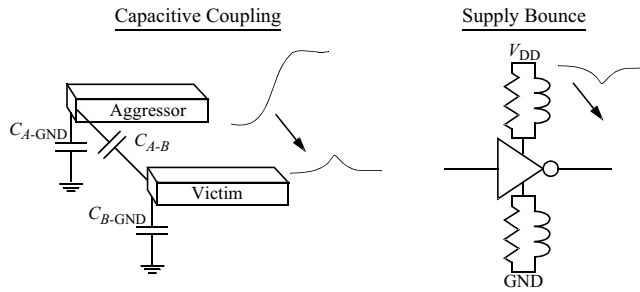 Capacitive Coupling
Supply Bounce
V_DD
Aggressor
C_A-GND
C_A-B
Victim
C_B-GND
GND